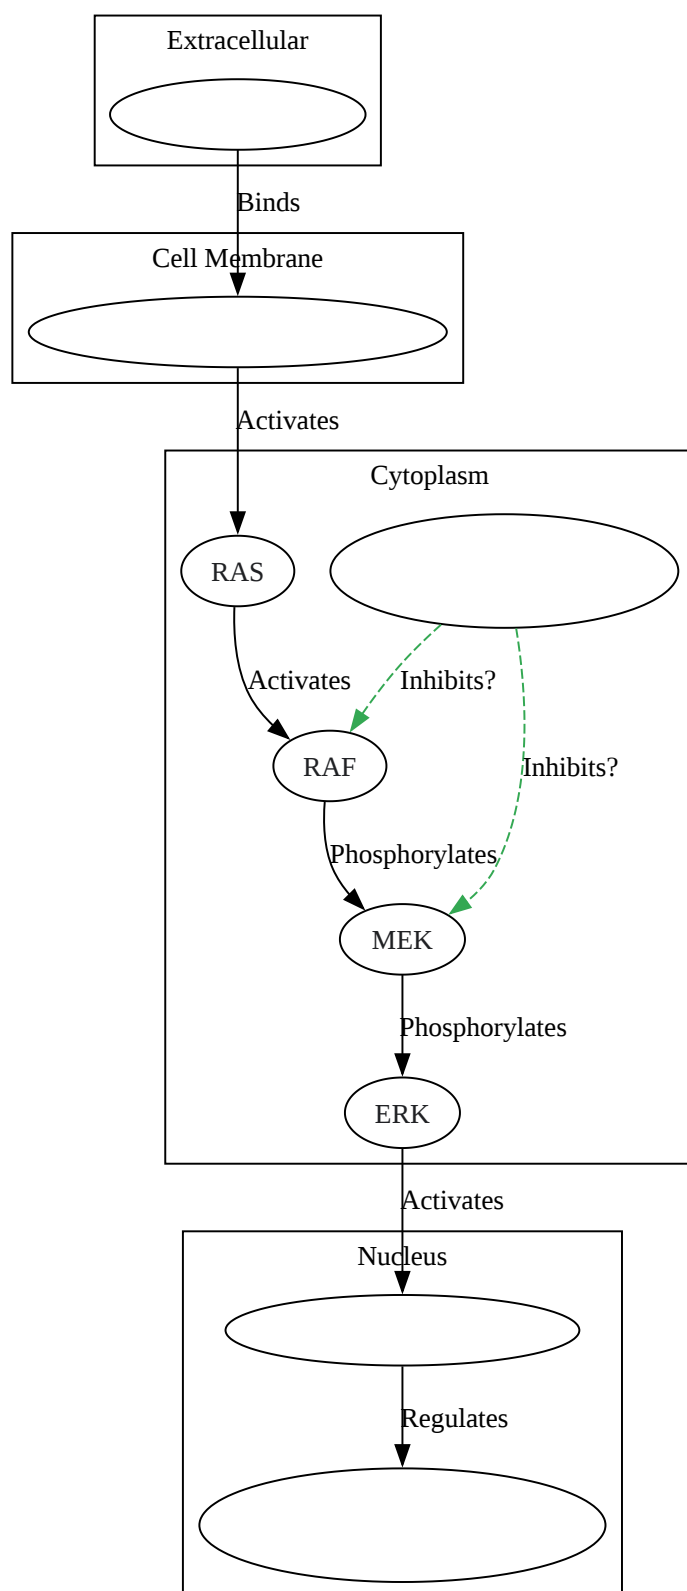 Extracellular
Binds
Cell Membrane
Activates
Cytoplasm
RAS
Activates
Inhibits?
RAF
Inhibits?
Phosphorylates
MEK
Phosphorylates
ERK
Activates
Nucleus
Regulates